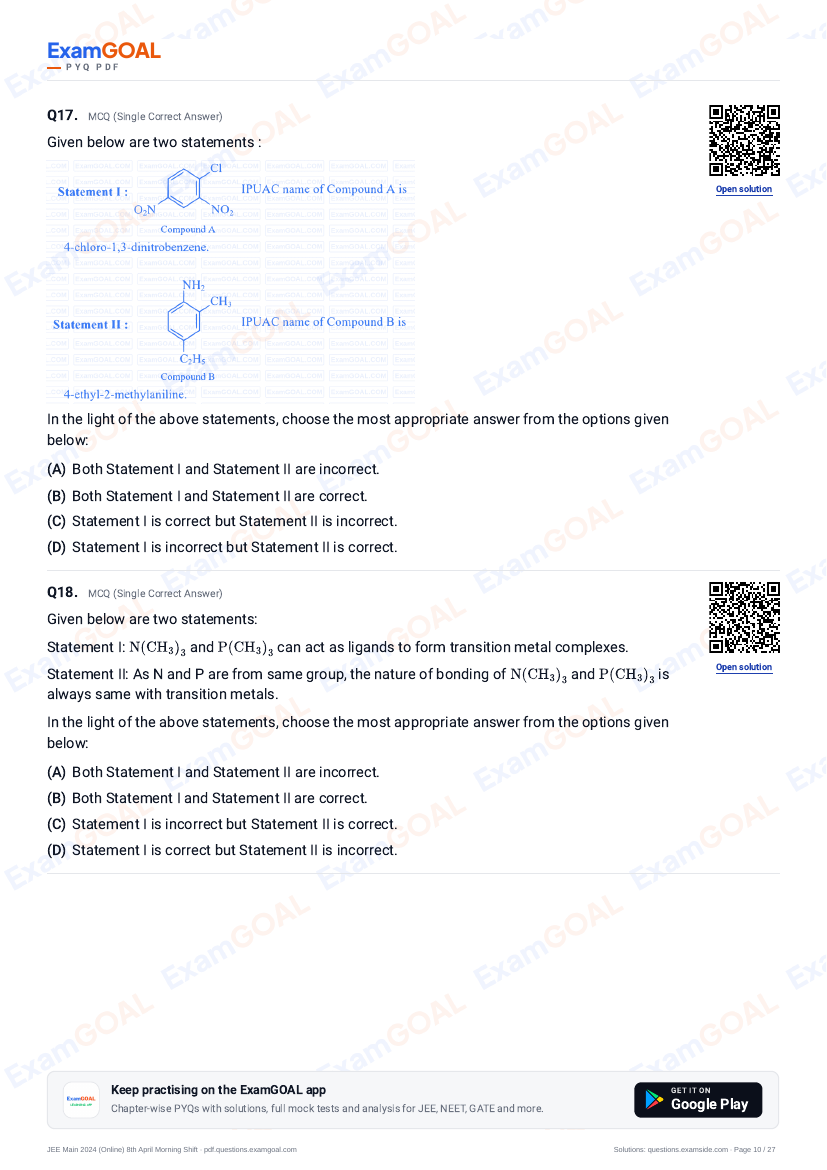 ExamGOAL
PYQ PDF
Q17. MCQ (Single Correct Answer)
Given below are two statements :
Open solution
Statement I :
Cl
O₂N
NO₂
IPUAC name of Compound A is
Compound A
4-chloro-1,3-dinitrobenzene.
NH₂
CH₃
Statement II :
IPUAC name of Compound B is
C₂H₅
Compound B
4-ethyl-2-methylaniline.
In the light of the above statements, choose the most appropriate answer from the options given
below:
(A) Both Statement I and Statement II are incorrect.
(B) Both Statement I and Statement II are correct.
(C) Statement I is correct but Statement II is incorrect.
(D) Statement I is incorrect but Statement II is correct.
Q18. MCQ (Single Correct Answer)
Given below are two statements:
Open solution
Statement I: N(CH₃)₃ and P(CH₃)₃ can act as ligands to form transition metal complexes.
Statement II: As N and P are from same group, the nature of bonding of N(CH₃)₃ and P(CH₃)₃ is
always same with transition metals.
In the light of the above statements, choose the most appropriate answer from the options given
below:
(A) Both Statement I and Statement II are incorrect.
(B) Both Statement I and Statement II are correct.
(C) Statement I is incorrect but Statement II is correct.
(D) Statement I is correct but Statement II is incorrect.
ExamGOAL
Keep practising on the ExamGOAL app
Chapter-wise PYQs with solutions, full mock tests and analysis for JEE, NEET, GATE and more.
GET IT ON
Google Play
JEE Main 2024 (Online) 8th April Morning Shift · pdf.questions.examgoal.com
Solutions: questions.examside.com · Page 10 / 27